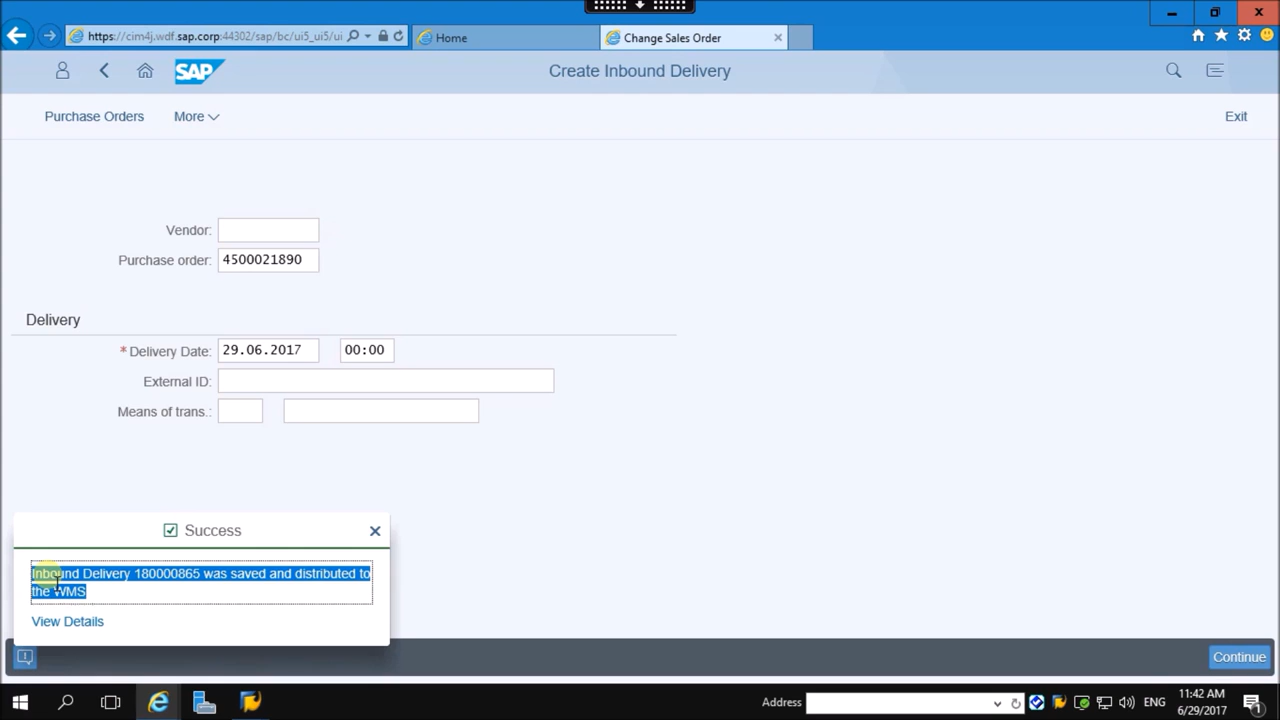 https://cim4j.wdf.sap.corp:44302/sap/bc/ui5_ui5/ui
Home
Change Sales Order
SAP
Create Inbound Delivery
Purchase Orders
More
Exit
Vendor:
Purchase order: 4500021890
Delivery
* Delivery Date: 29.06.2017 00:00
External ID:
Means of trans.:
Success
Inbound Delivery 180000865 was saved and distributed to
the WMS
View Details
Continue
Address
ENG
11:42 AM
6/29/2017
1